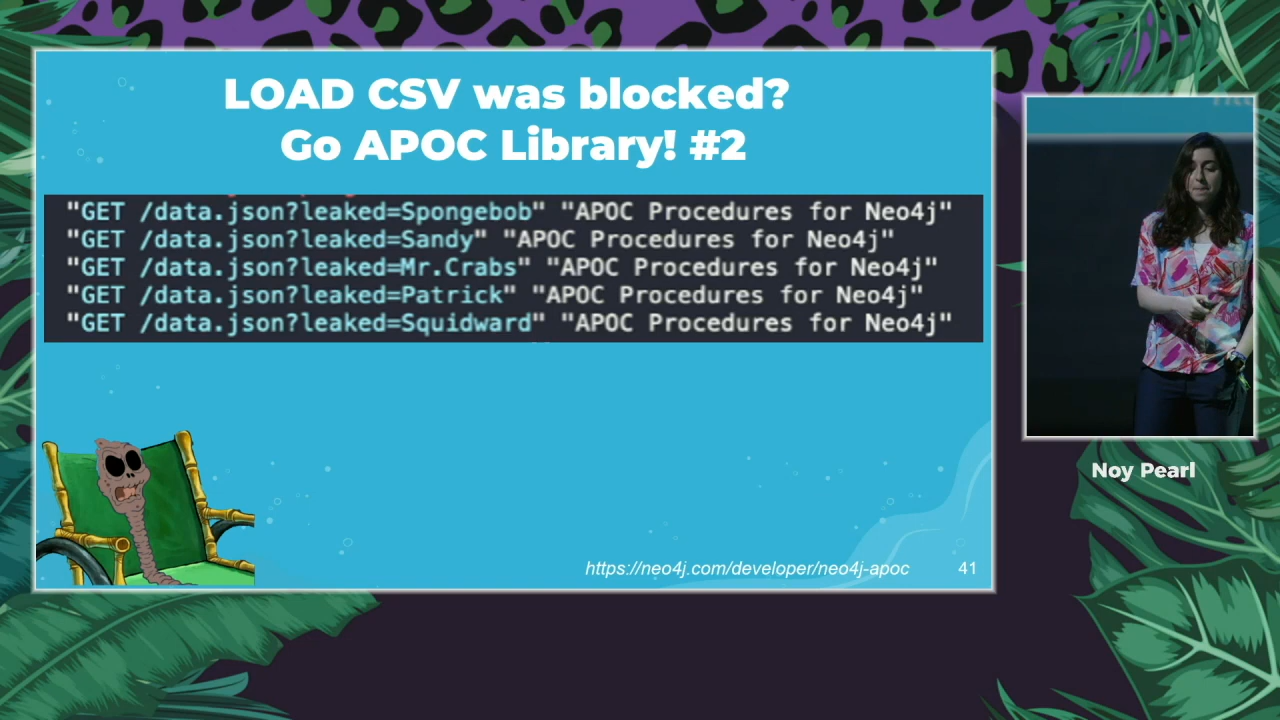 LOAD CSV was blocked?
Go APOC Library! #2
"GET /data.json?leaked=Spongebob" "APOC Procedures for Neo4j"
"GET /data.json?leaked=Sandy" "APOC Procedures for Neo4j"
"GET /data.json?leaked=Mr.Crabs" "APOC Procedures for Neo4j"
"GET /data.json?leaked=Patrick" "APOC Procedures for Neo4j"
"GET /data.json?leaked=Squidward" "APOC Procedures for Neo4j"
https://neo4j.com/developer/neo4j-apoc
41
Noy Pearl